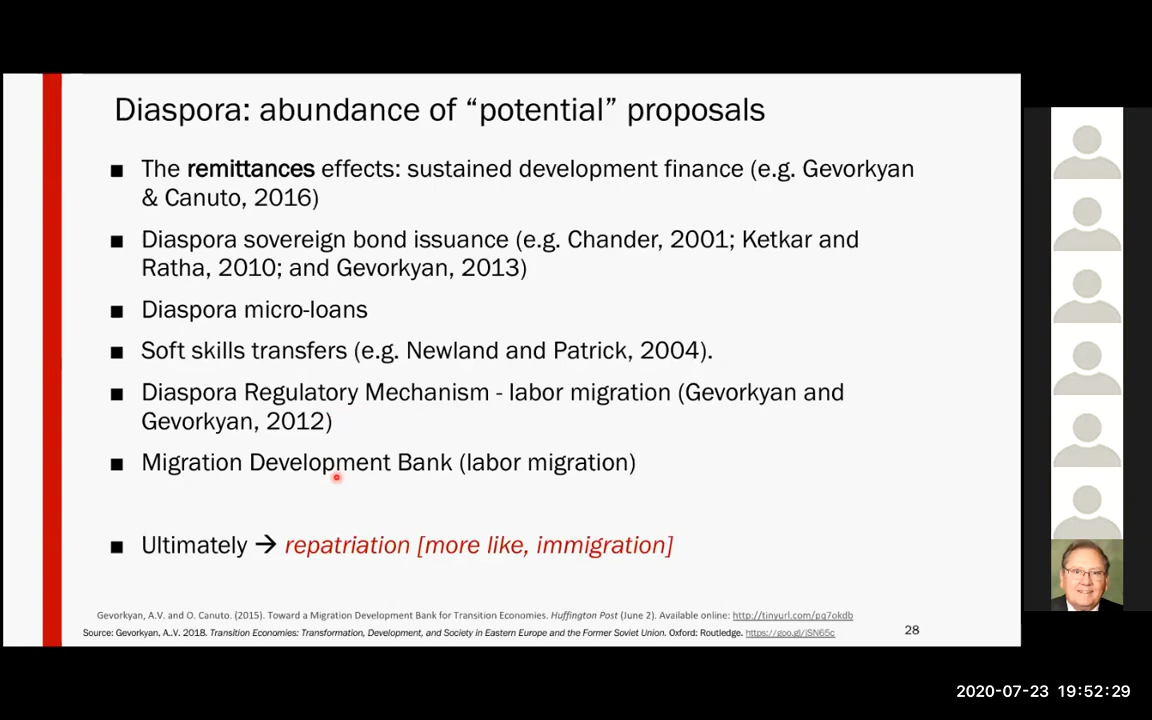 Diaspora: abundance of “potential” proposals
■ The remittances effects: sustained development finance (e.g. Gevorkyan
& Canuto, 2016)
■ Diaspora sovereign bond issuance (e.g. Chander, 2001; Ketkar and
Ratha, 2010; and Gevorkyan, 2013)
■ Diaspora micro-loans
■ Soft skills transfers (e.g. Newland and Patrick, 2004).
■ Diaspora Regulatory Mechanism - labor migration (Gevorkyan and
Gevorkyan, 2012)
■ Migration Development Bank (labor migration)
■ Ultimately → repatriation [more like, immigration]
Gevorkyan, A.V. and O. Canuto. (2015). Toward a Migration Development Bank for Transition Economies. Huffington Post (June 2). Available online: http://tinyurl.com/pq7okdb
Source: Gevorkyan, A..V. 2018. Transition Economies: Transformation, Development, and Society in Eastern Europe and the Former Soviet Union. Oxford: Routledge. https://goo.gl/jSN65c
28
2020-07-23 19:52:29